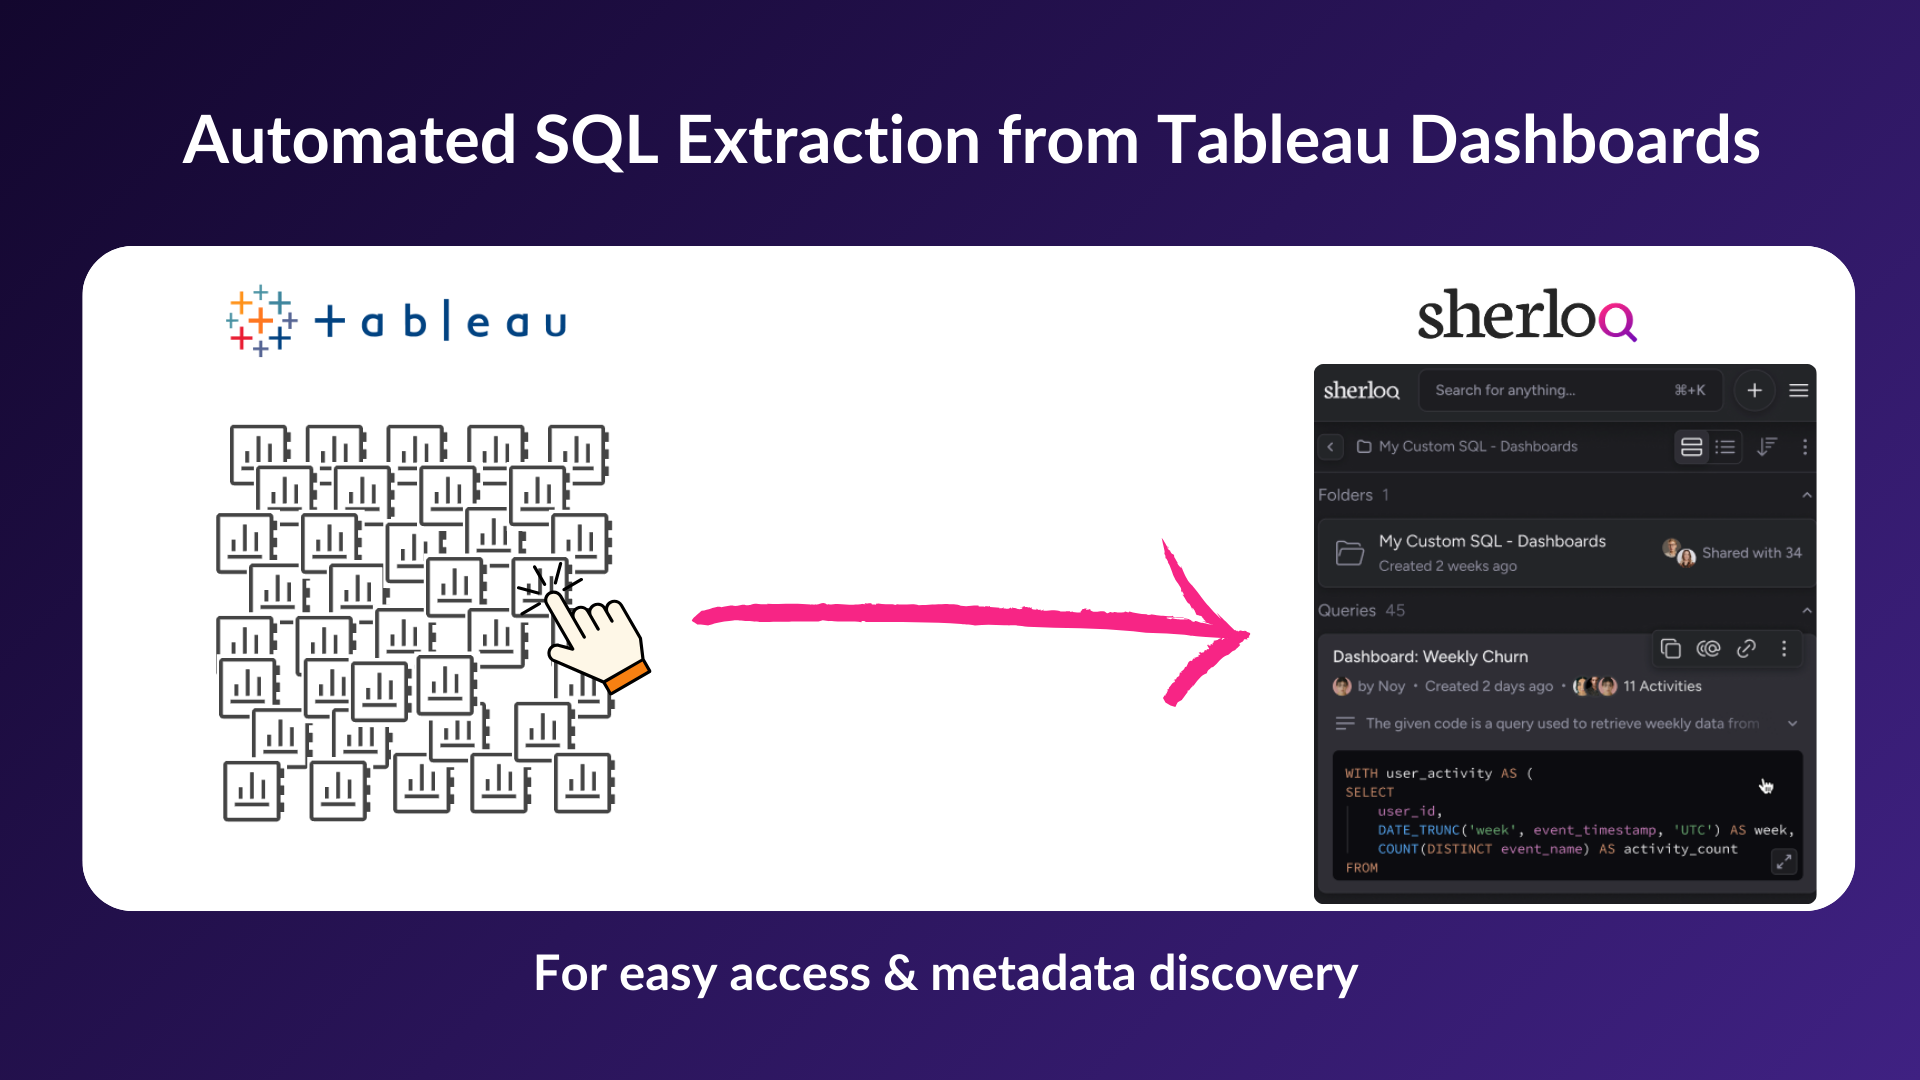 Automated SQL Extraction from Tableau Dashboards
+ a b | e a u
sherloq
sherloq
Search for anything...
⌘+K
My Custom SQL - Dashboards
Folders 1
My Custom SQL - Dashboards
Created 2 weeks ago
Shared with 34
Queries 45
Dashboard: Weekly Churn
by Noy • Created 2 days ago • 11 Activities
The given code is a query used to retrieve weekly data from
WITH user_activity AS (
SELECT
user_id,
DATE_TRUNC('week', event_timestamp, 'UTC') AS week,
COUNT(DISTINCT event_name) AS activity_count
FROM
For easy access & metadata discovery